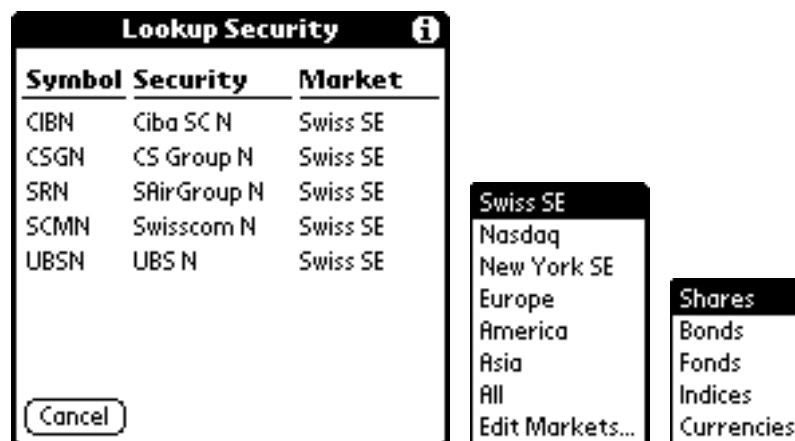 Lookup Security i
Symbol Security Market
CIBN Ciba SC N Swiss SE
CSGN CS Group N Swiss SE
SRN SAirGroup N Swiss SE
SCMN Swisscom N Swiss SE
UBSN UBS N Swiss SE
Cancel
Swiss SE
Nasdaq
New York SE
Europe
America
Asia
All
Edit Markets...
Shares
Bonds
Fonds
Indices
Currencies